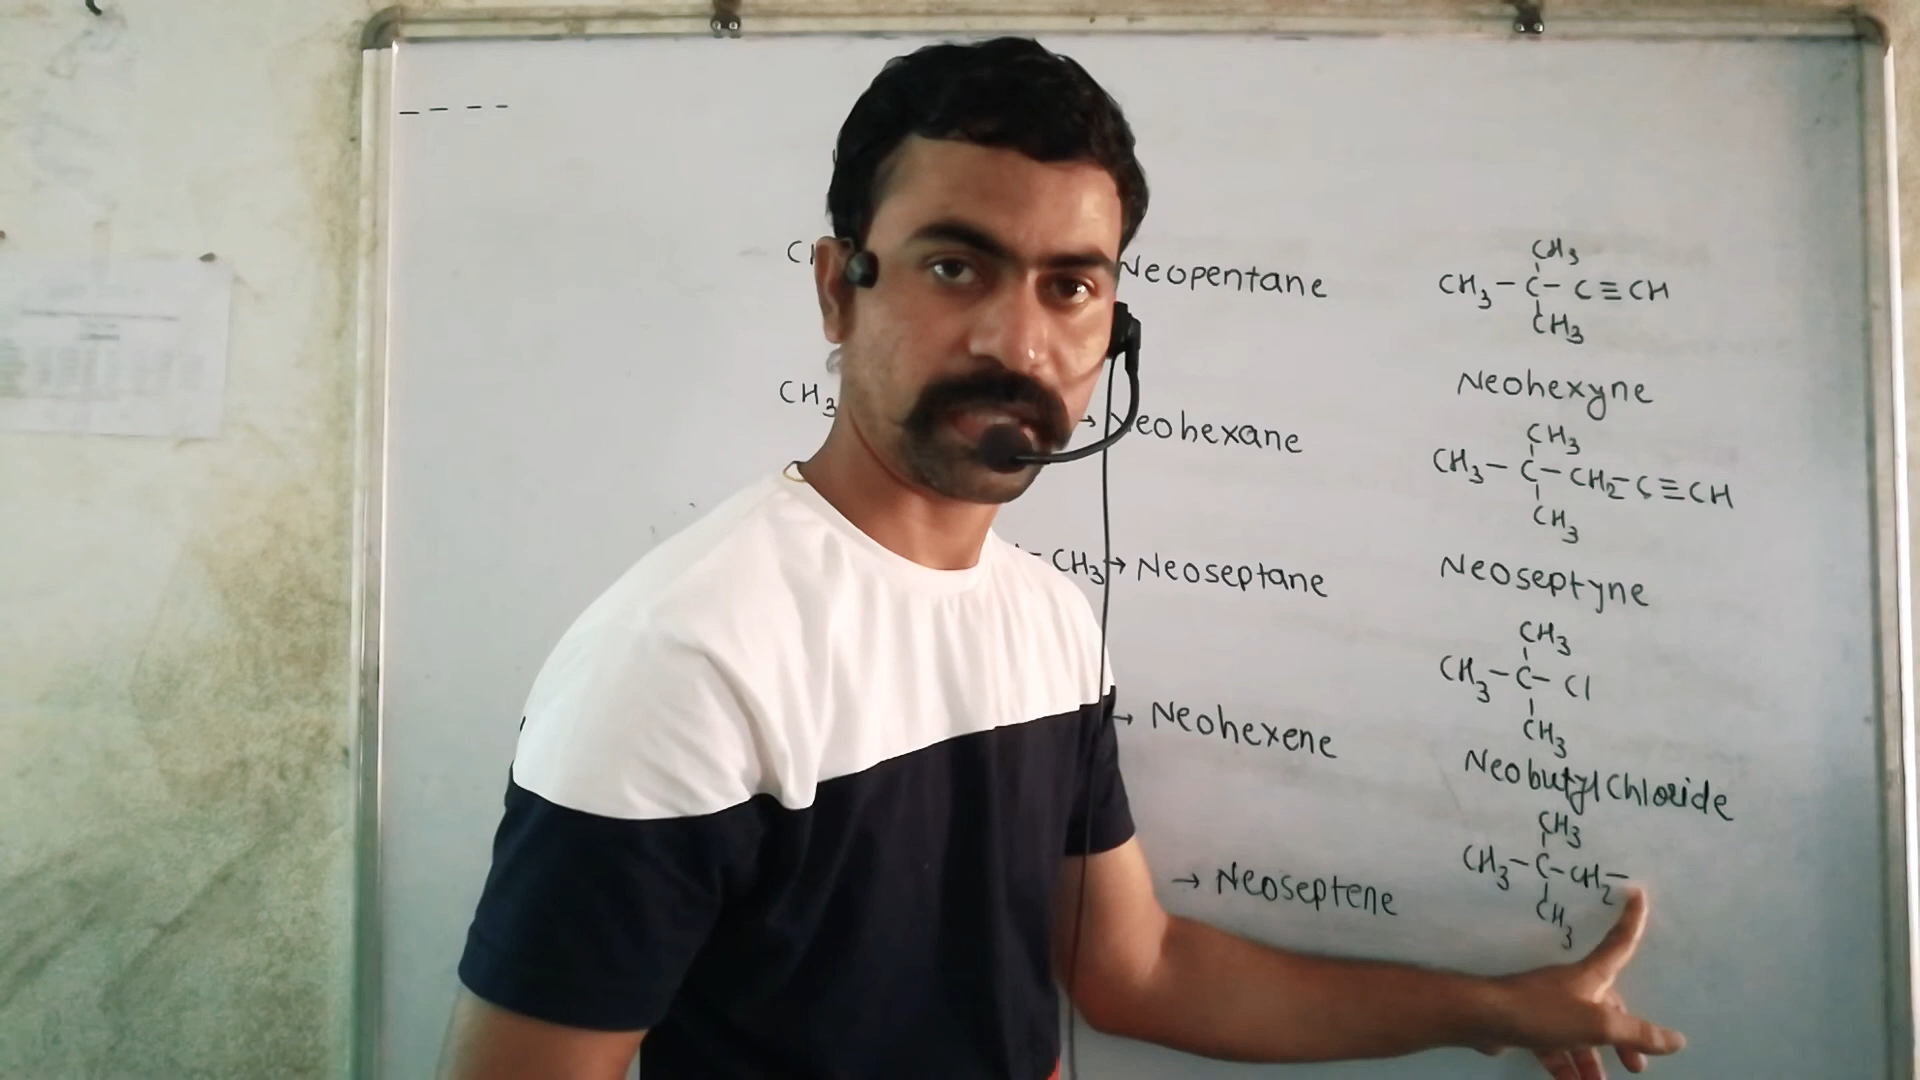 - - - -
CH
Neopentane
CH3
→ Neohexane
- CH3 → Neoseptane
→ Neohexene
→ Neoseptene
CH3
CH3 - C - C ≡ CH
CH3
Neohexyne
CH3
CH3 - C - CH2 - C ≡ CH
CH3
Neoseptyne
CH3
CH3 - C - Cl
CH3
Neobutyl Chloride
CH3
CH3 - C - CH2 -
CH3